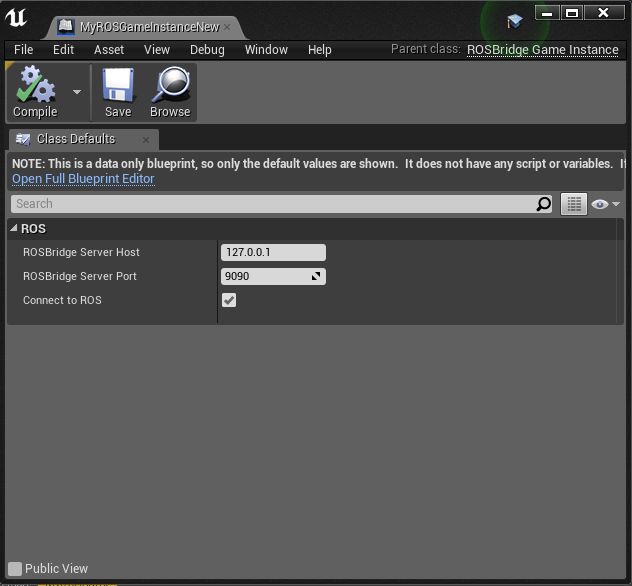 MyROSGameInstanceNew
File Edit Asset View Debug Window Help Parent class: ROSBridge Game Instance
Compile Save Browse
Class Defaults
NOTE: This is a data only blueprint, so only the default values are shown. It does not have any script or variables.
Open Full Blueprint Editor
Search
ROS
ROSBridge Server Host 127.0.0.1
ROSBridge Server Port 9090
Connect to ROS
Public View